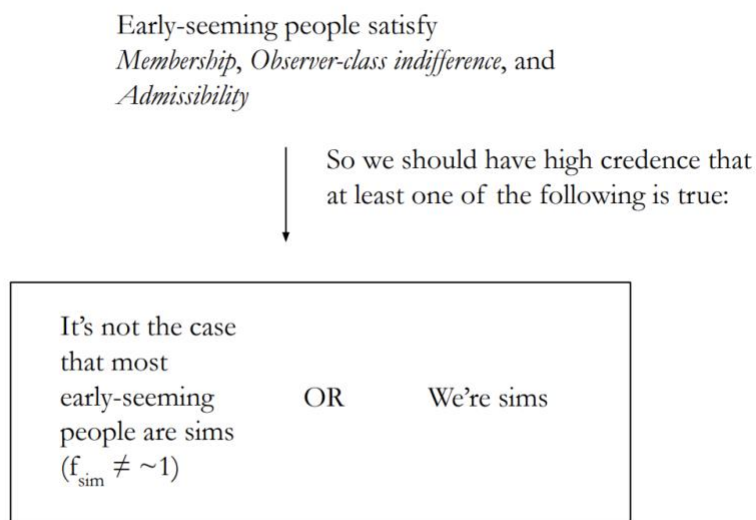 Early-seeming people satisfy
Membership, Observer-class indifference, and
Admissibility
So we should have high credence that
at least one of the following is true:
It's not the case
that most
early-seeming
people are sims
(f_sim ≠ ~1)
OR
We're sims